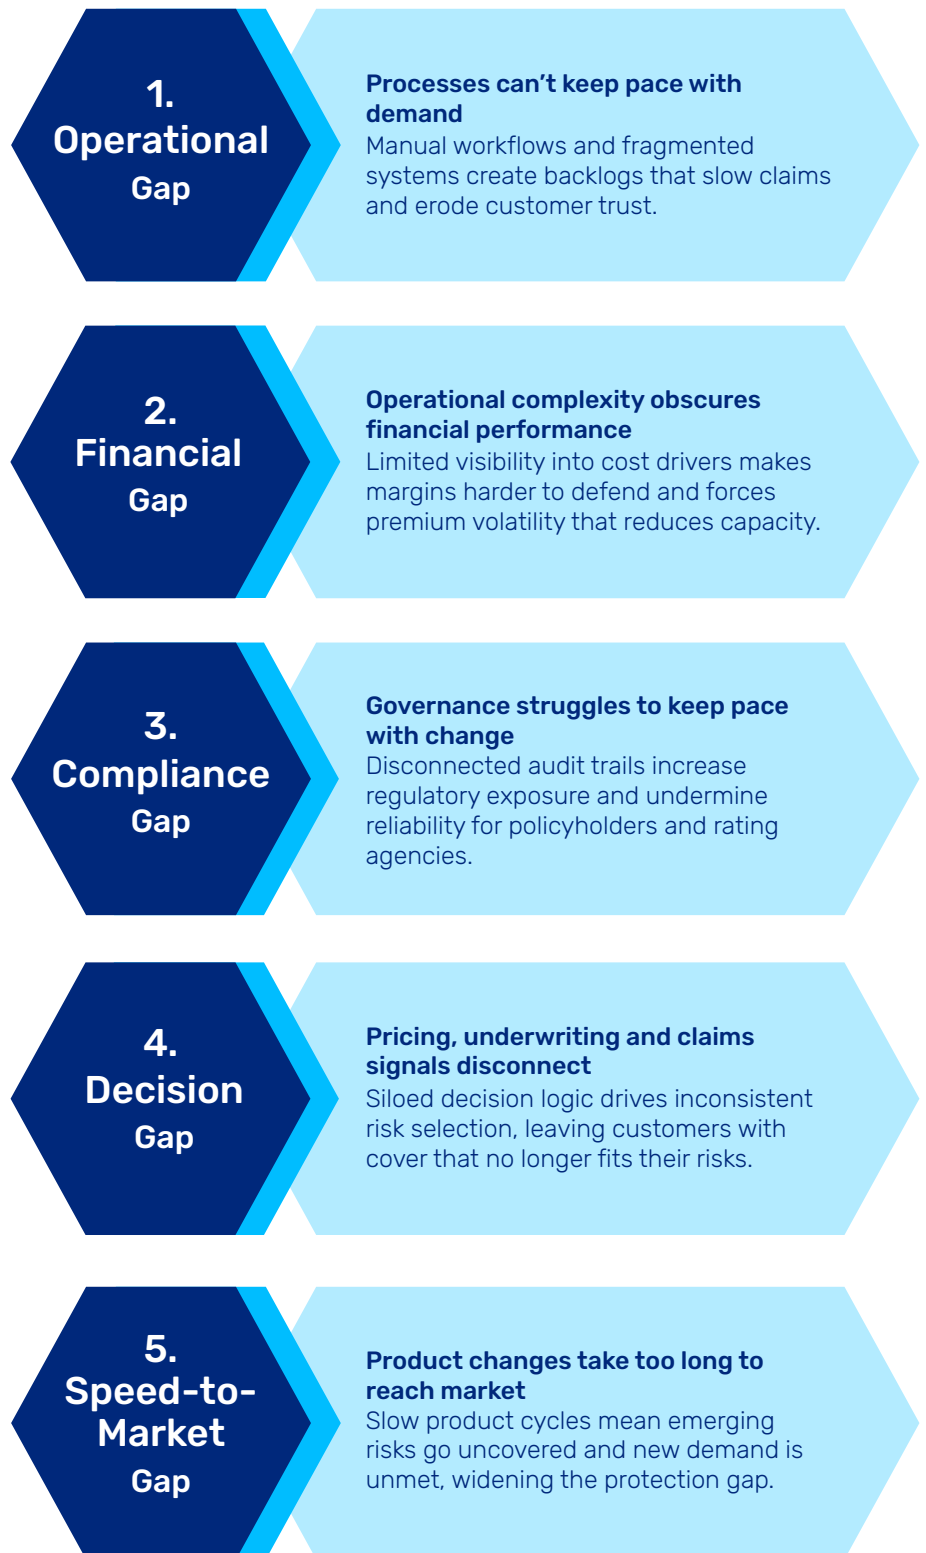 1.
Operational
Gap
Processes can’t keep pace with
demand
Manual workflows and fragmented
systems create backlogs that slow claims
and erode customer trust.
2.
Financial
Gap
Operational complexity obscures
financial performance
Limited visibility into cost drivers makes
margins harder to defend and forces
premium volatility that reduces capacity.
3.
Compliance
Gap
Governance struggles to keep pace
with change
Disconnected audit trails increase
regulatory exposure and undermine
reliability for policyholders and rating
agencies.
4.
Decision
Gap
Pricing, underwriting and claims
signals disconnect
Siloed decision logic drives inconsistent
risk selection, leaving customers with
cover that no longer fits their risks.
5.
Speed-to-
Market
Gap
Product changes take too long to
reach market
Slow product cycles mean emerging
risks go uncovered and new demand is
unmet, widening the protection gap.